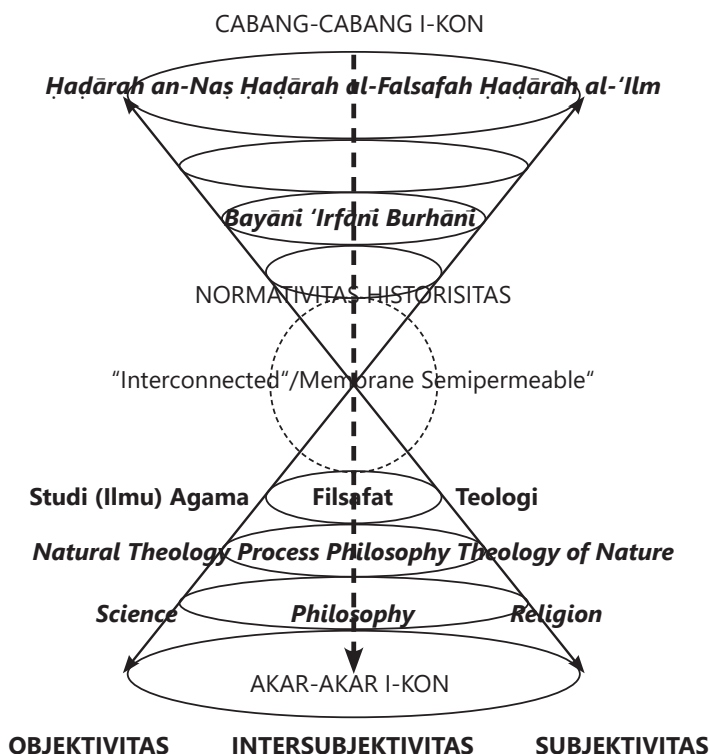 CABANG-CABANG I-KON
Ḥaḍārah an-Naṣ Ḥaḍārah al-Falsafah Ḥaḍārah al-‘Ilm
Bayānī ‘Irfānī Burhānī
NORMATIVITAS HISTORISITAS
“Interconnected“/Membrane Semipermeable“
Studi (Ilmu) Agama Filsafat Teologi
Natural Theology Process Philosophy Theology of Nature
Science Philosophy Religion
AKAR-AKAR I-KON
OBJEKTIVITAS INTERSUBJEKTIVITAS SUBJEKTIVITAS